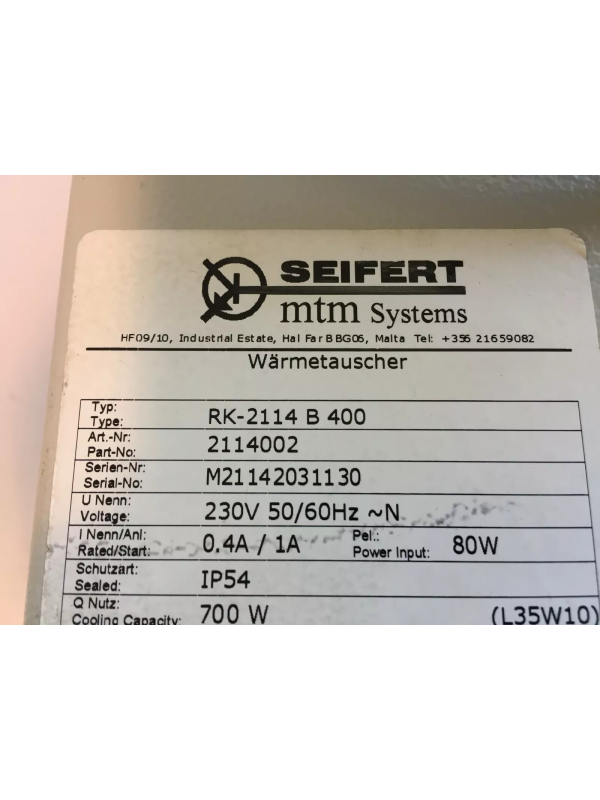 SEIFERT
mtm Systems
HF09/10, Industrial Estate, Hal Far BBG06, Malta Tel: +356 21659082
Wärmetauscher
Typ:
Type: RK-2114 B 400
Art.-Nr:
Part-No: 2114002
Serien-Nr:
Serial-No: M21142031130
U Nenn:
Voltage: 230V 50/60Hz ~N
I Nenn/Anl:
Rated/Start: 0.4A / 1A Pel.:
Power Input: 80W
Schutzart:
Sealed: IP54
Q Nutz:
Cooling Capacity: 700 W (L35W10)